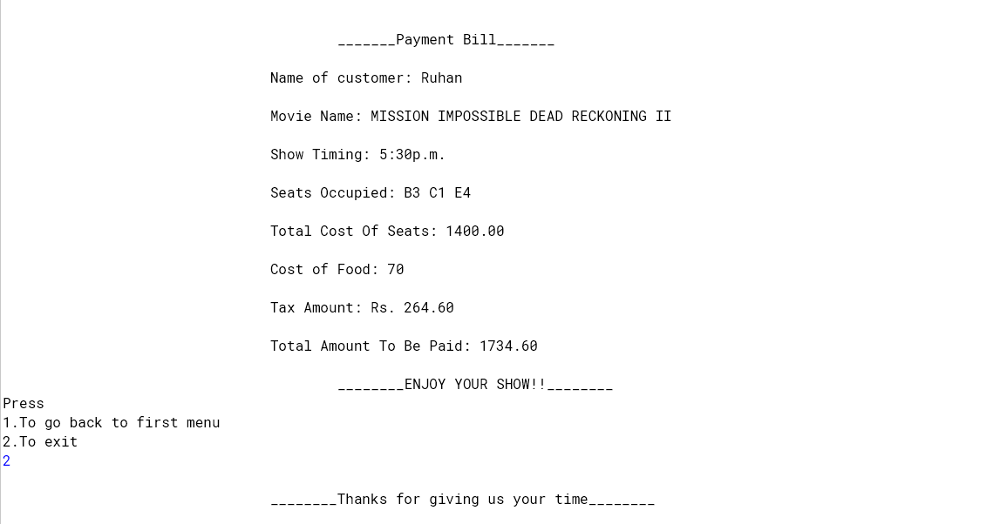 _______Payment Bill_______
Name of customer: Ruhan
Movie Name: MISSION IMPOSSIBLE DEAD RECKONING II
Show Timing: 5:30p.m.
Seats Occupied: B3 C1 E4
Total Cost Of Seats: 1400.00
Cost of Food: 70
Tax Amount: Rs. 264.60
Total Amount To Be Paid: 1734.60
________ENJOY YOUR SHOW!!________
Press
1.To go back to first menu
2.To exit
2
________Thanks for giving us your time________